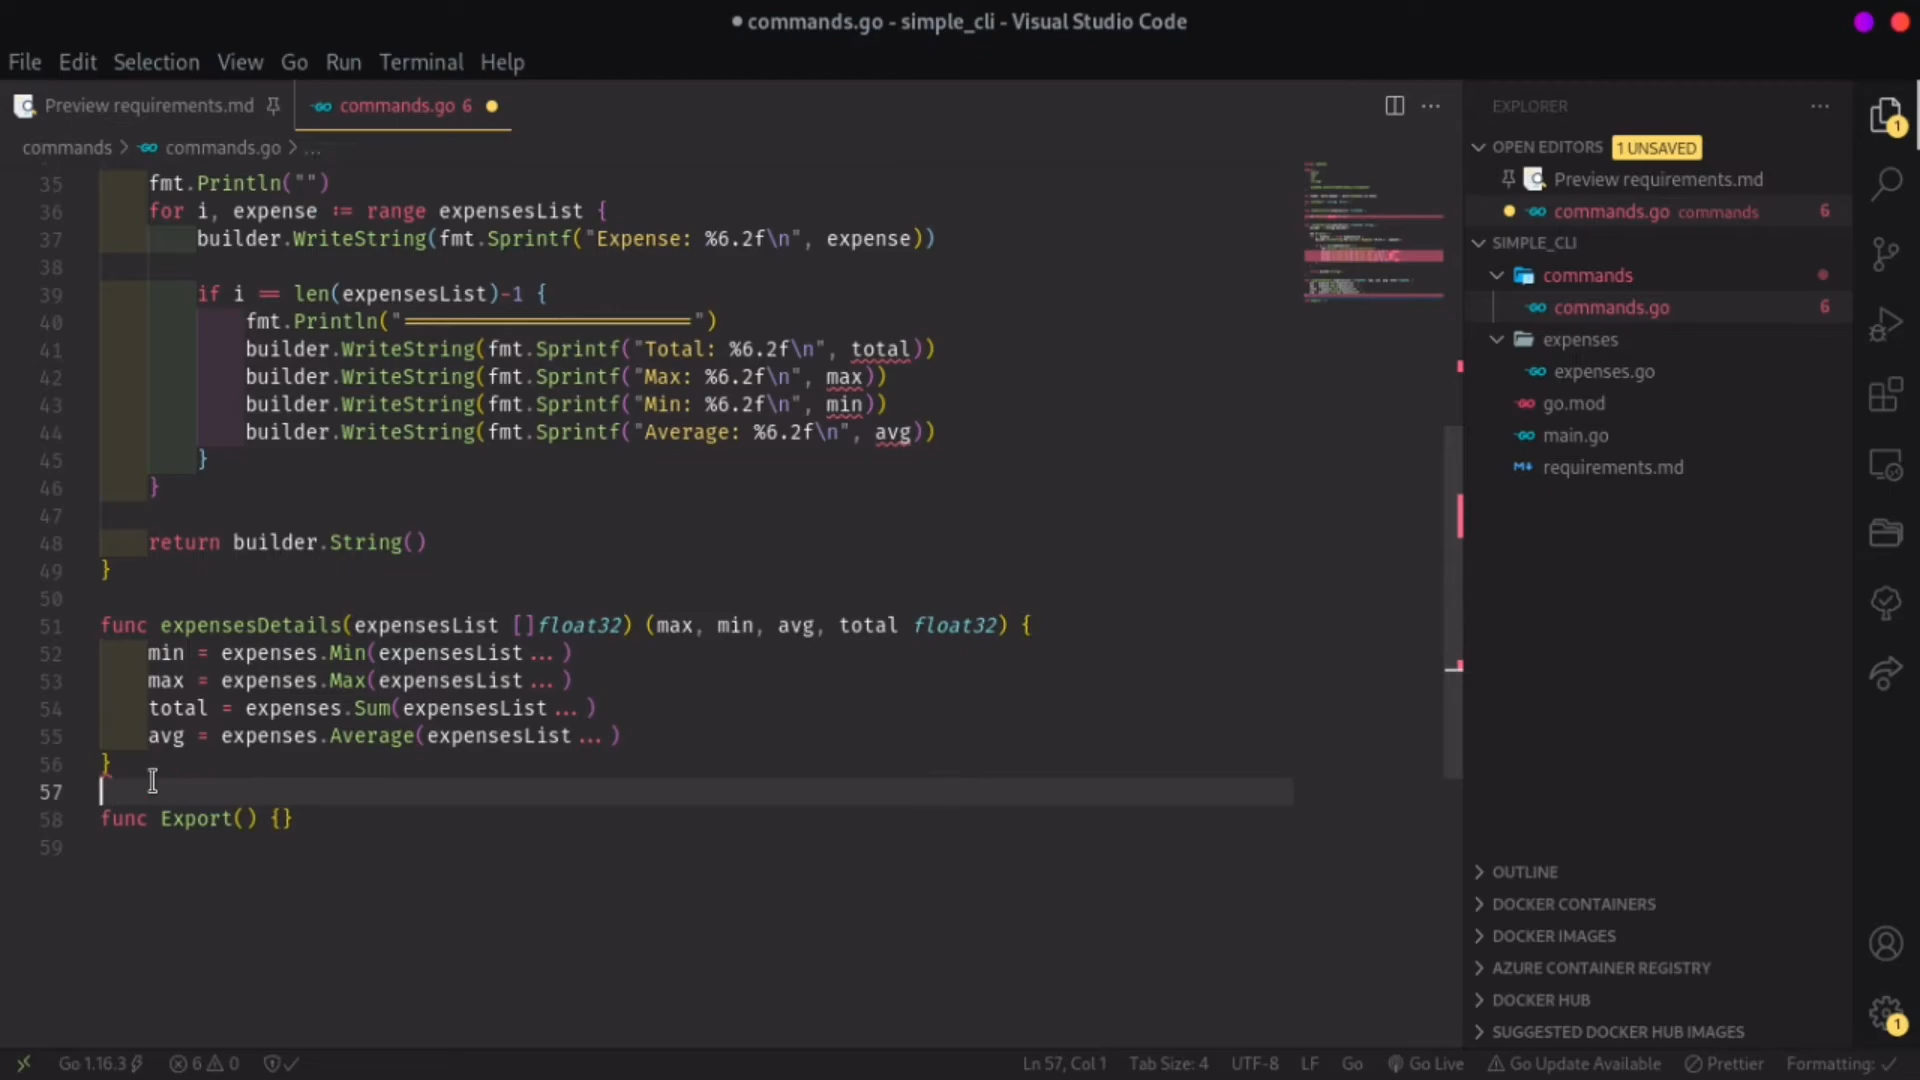 commands.go - simple_cli - Visual Studio Code
File Edit Selection View Go Run Terminal Help
Preview requirements.md commands.go 6
commands > commands.go > ...
35 fmt.Println("")
36 for i, expense := range expensesList {
37 builder.WriteString(fmt.Sprintf("Expense: %6.2f\n", expense))
38
39 if i == len(expensesList)-1 {
40 fmt.Println("========================")
41 builder.WriteString(fmt.Sprintf("Total: %6.2f\n", total))
42 builder.WriteString(fmt.Sprintf("Max: %6.2f\n", max))
43 builder.WriteString(fmt.Sprintf("Min: %6.2f\n", min))
44 builder.WriteString(fmt.Sprintf("Average: %6.2f\n", avg))
45 }
46 }
47
48 return builder.String()
49 }
50
51 func expensesDetails(expensesList []float32) (max, min, avg, total float32) {
52 min = expenses.Min(expensesList...)
53 max = expenses.Max(expensesList...)
54 total = expenses.Sum(expensesList...)
55 avg = expenses.Average(expensesList...)
56 }
57
58 func Export() {}
59
EXPLORER
OPEN EDITORS 1 UNSAVED
Preview requirements.md
commands.go commands 6
SIMPLE_CLI
commands
commands.go 6
expenses
expenses.go
go.mod
main.go
requirements.md
OUTLINE
DOCKER CONTAINERS
DOCKER IMAGES
AZURE CONTAINER REGISTRY
DOCKER HUB
SUGGESTED DOCKER HUB IMAGES
1
1
Go 1.16.3 6 0 Ln 57, Col 1 Tab Size: 4 UTF-8 LF Go Go Live Go Update Available Prettier Formatting: